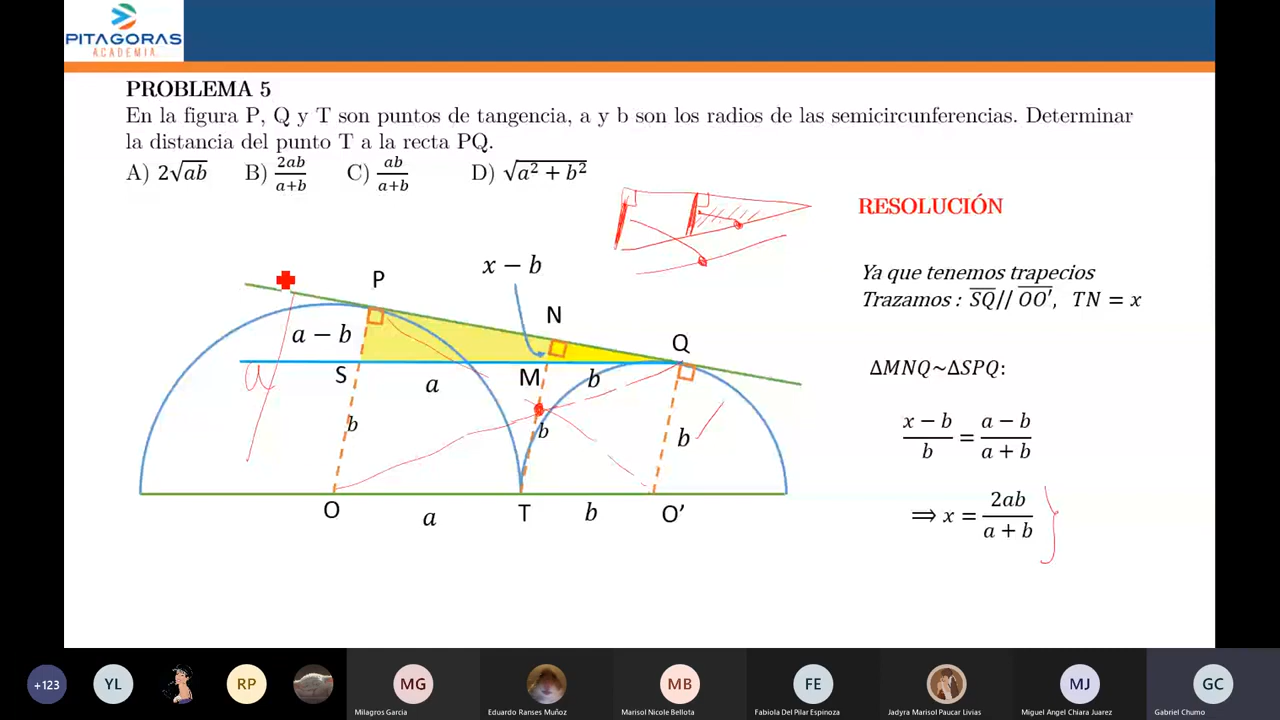 PITAGORAS
ACADEMIA
PROBLEMA 5
En la figura P, Q y T son puntos de tangencia, a y b son los radios de las semicircunferencias. Determinar
la distancia del punto T a la recta PQ.
A) 2√ab B) 2ab/a+b C) ab/a+b D) √a² + b²
RESOLUCIÓN
Ya que tenemos trapecios
Trazamos : SQ// OO', TN = x
ΔMNQ~ΔSPQ:
x − b / b = a − b / a + b
⟹ x = 2ab / a + b
x − b
P
N
a − b
Q
S
a
M
b
a
b
b
b
O
a
T
b
O’
+123
YL
RP
MG
Milagros Garcia
Eduardo Ranses Muñoz
MB
Marisol Nicole Bellota
FE
Fabiola Del Pilar Espinoza
Jadyra Marisol Paucar Livias
MJ
Miguel Angel Chiara Juarez
GC
Gabriel Chumo